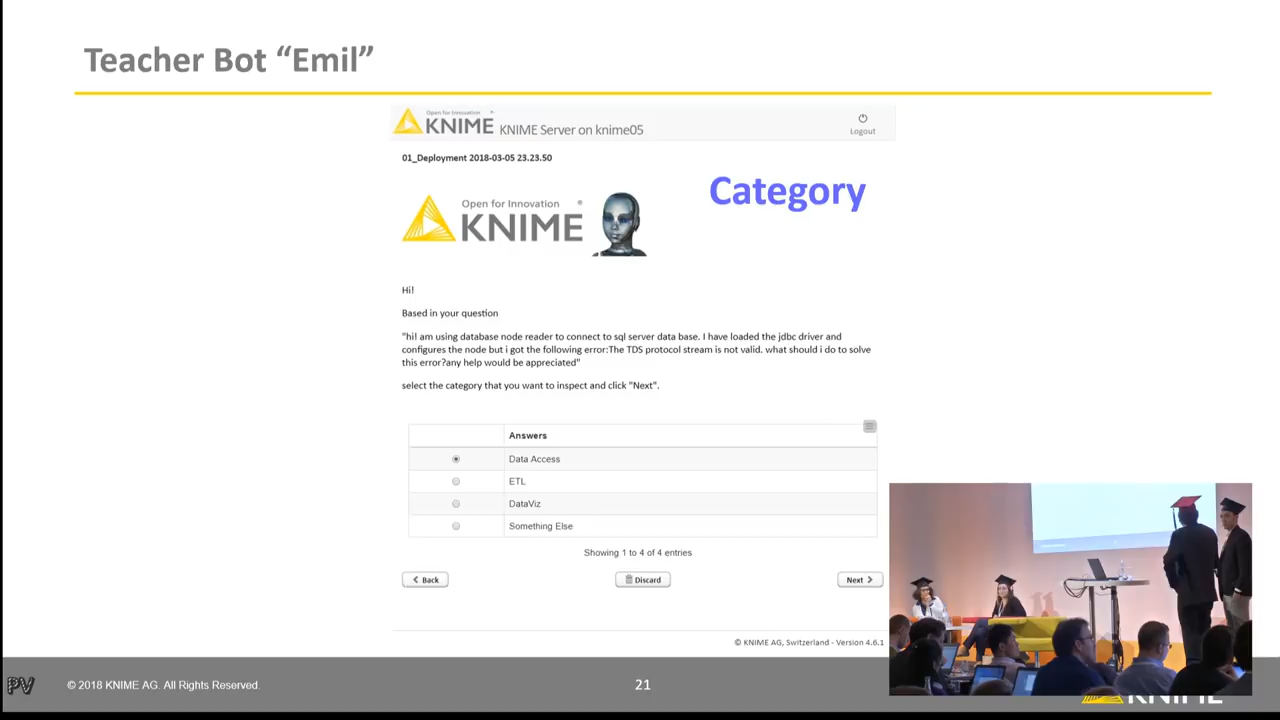 Teacher Bot “Emil”
Open for Innovation
KNIME KNIME Server on knime05
Logout
01_Deployment 2018-03-05 23.23.50
Category
Open for Innovation ®
KNIME
Hi!
Based in your question
"hi! am using database node reader to connect to sql server data base. I have loaded the jdbc driver and
configures the node but i got the following error:The TDS protocol stream is not valid. what should i do to solve
this error?any help would be appreciated"
select the category that you want to inspect and click "Next".
Answers
Data Access
ETL
DataViz
Something Else
Showing 1 to 4 of 4 entries
Back
Discard
Next
© KNIME AG, Switzerland - Version 4.6.1
PV
© 2018 KNIME AG. All Rights Reserved.
21
KNIME